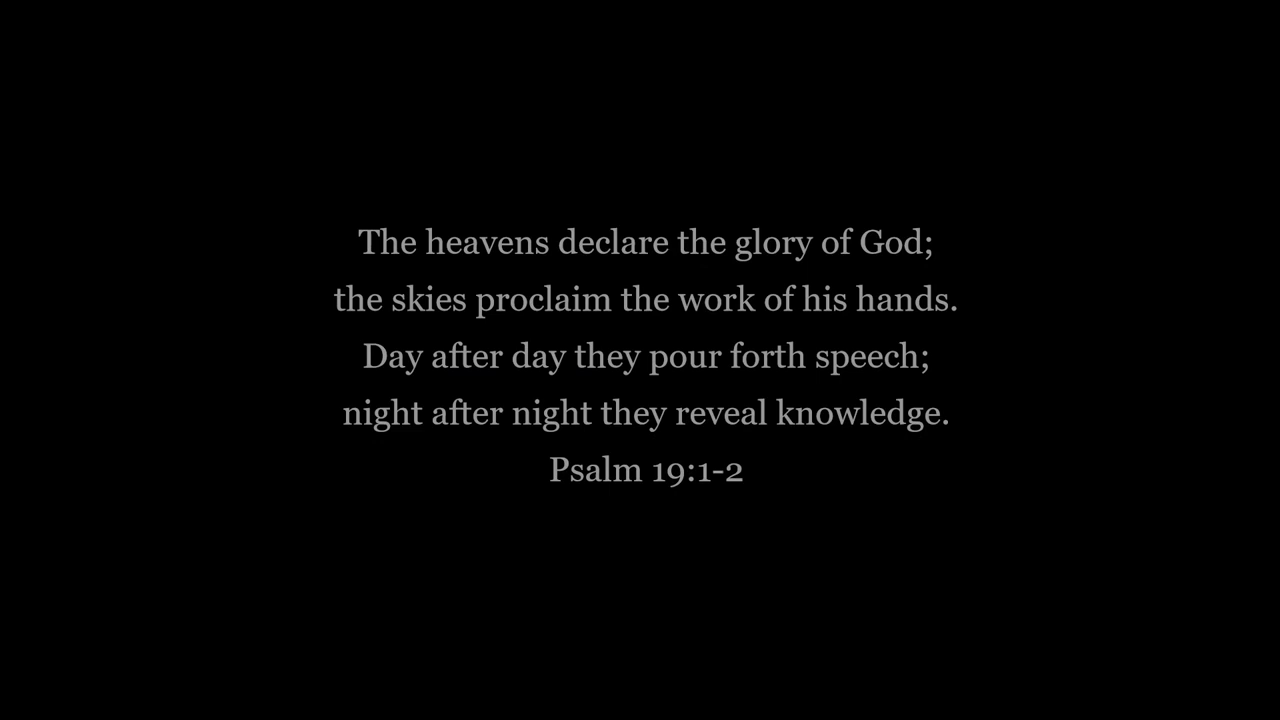 The heavens declare the glory of God;
the skies proclaim the work of his hands.
Day after day they pour forth speech;
night after night they reveal knowledge.
Psalm 19:1-2